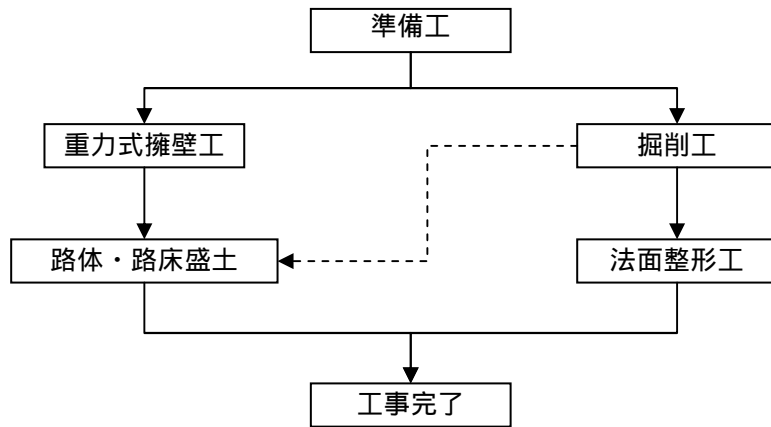 準備工
重力式擁壁工
掘削工
路体・路床盛土
法面整形工
工事完了